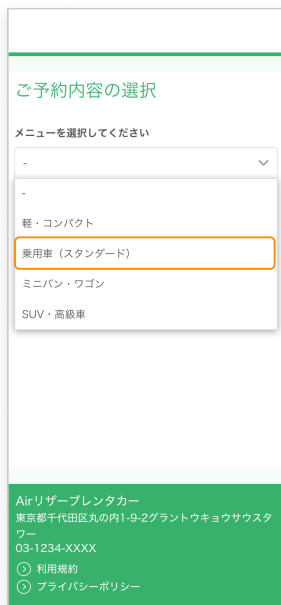 ご予約内容の選択
メニューを選択してください
-
-
軽・コンパクト
乗用車（スタンダード）
ミニバン・ワゴン
SUV・高級車
Airリザーブレンタカー
東京都千代田区丸の内1-9-2グラントウキョウサウスタ
ワー
03-1234-XXXX
利用規約
プライバシーポリシー